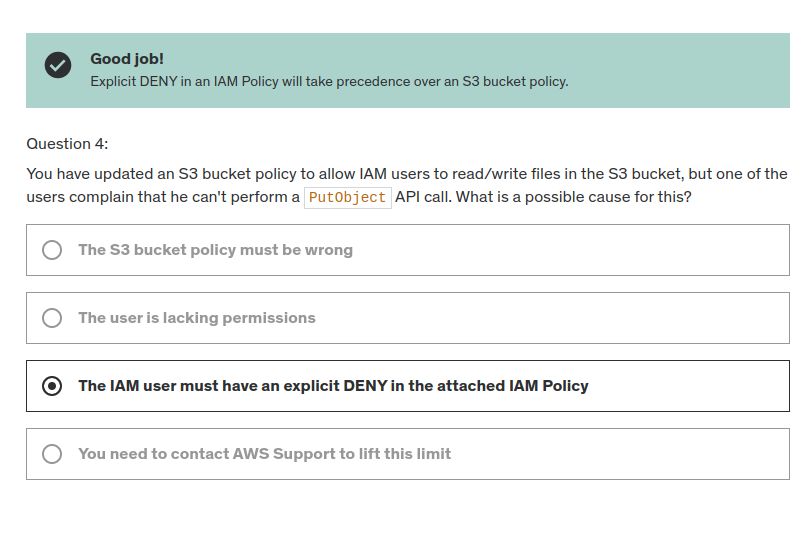 Good job!
Explicit DENY in an IAM Policy will take precedence over an S3 bucket policy.
Question 4:
You have updated an S3 bucket policy to allow IAM users to read/write files in the S3 bucket, but one of the
users complain that he can't perform a PutObject API call. What is a possible cause for this?
The S3 bucket policy must be wrong
The user is lacking permissions
The IAM user must have an explicit DENY in the attached IAM Policy
You need to contact AWS Support to lift this limit